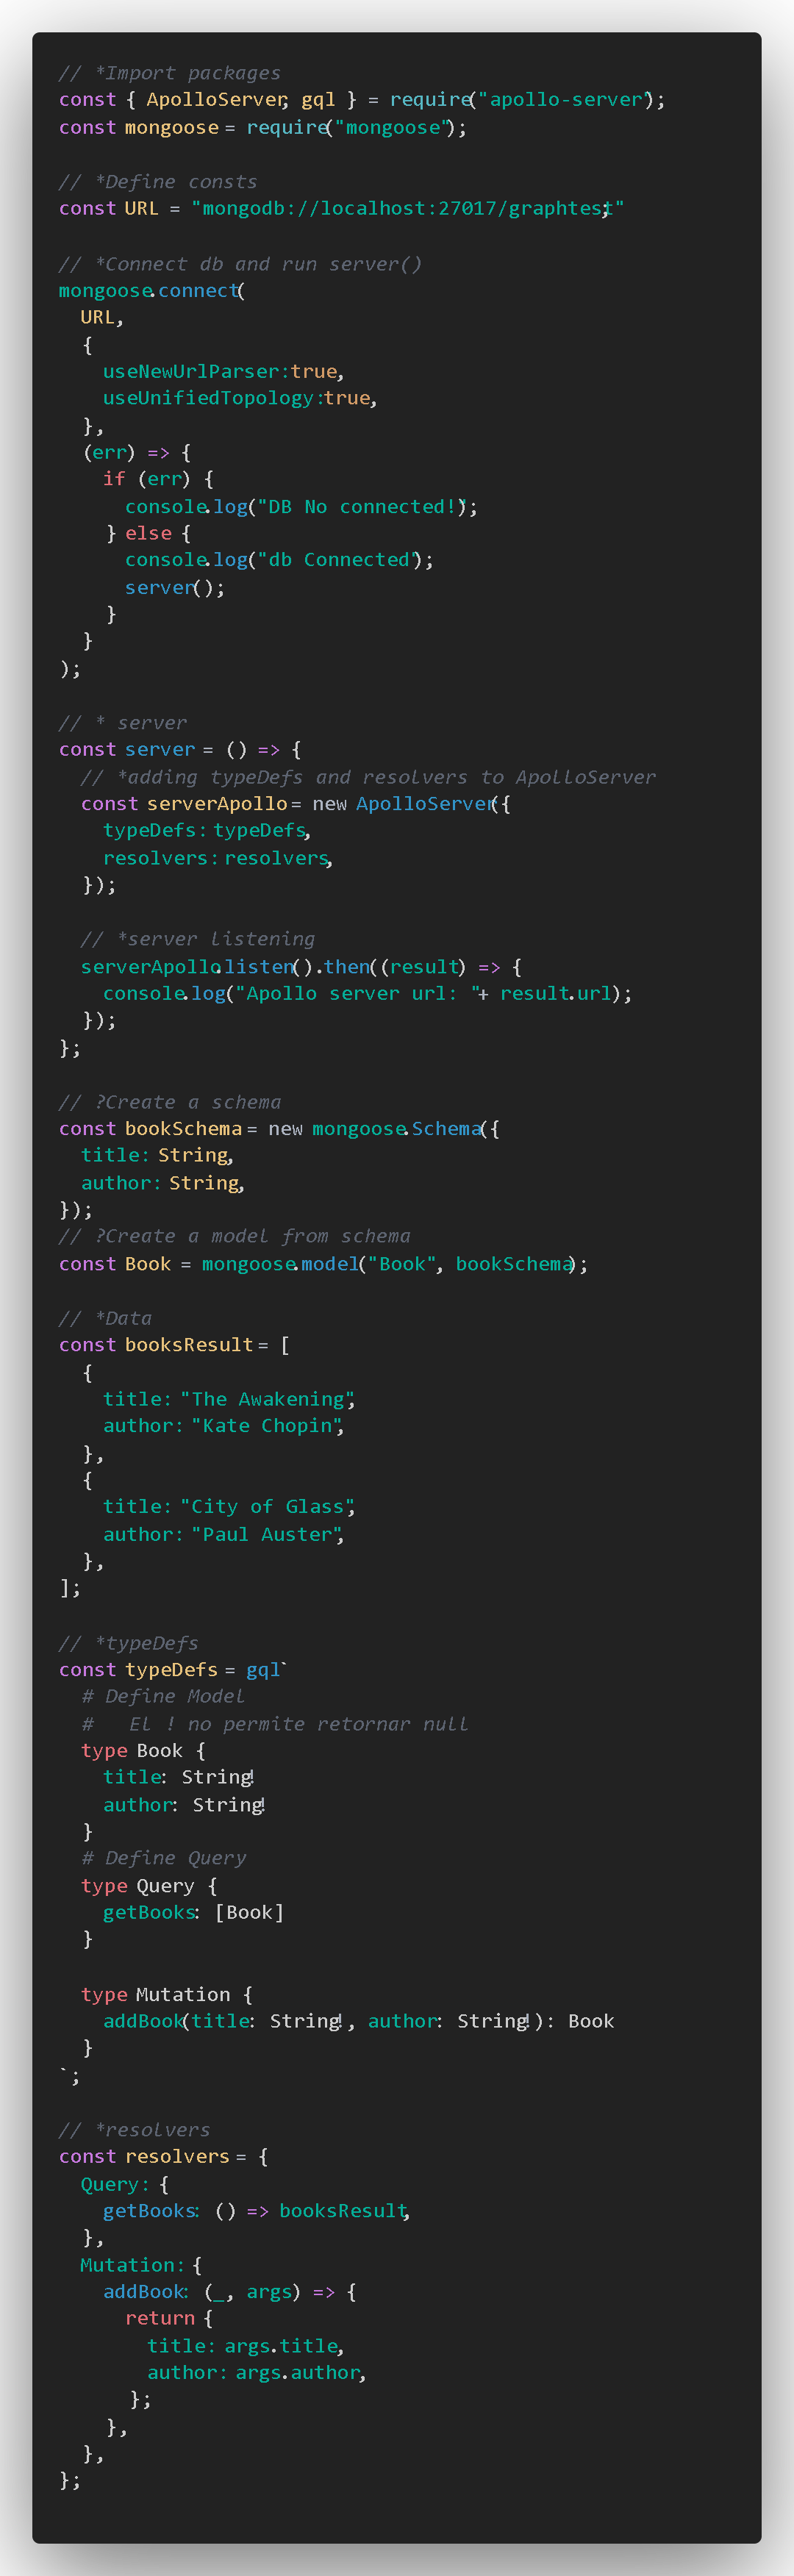 // *Import packages
const { ApolloServer, gql } = require("apollo-server");
const mongoose = require("mongoose");

// *Define consts
const URL = "mongodb://localhost:27017/graphtest";

// *Connect db and run server()
mongoose.connect(
  URL,
  {
    useNewUrlParser: true,
    useUnifiedTopology: true,
  },
  (err) => {
    if (err) {
      console.log("DB No connected!");
    } else {
      console.log("db Connected");
      server();
    }
  }
);

// * server
const server = () => {
  // *adding typeDefs and resolvers to ApolloServer
  const serverApollo = new ApolloServer({
    typeDefs: typeDefs,
    resolvers: resolvers,
  });

  // *server listening
  serverApollo.listen().then((result) => {
    console.log("Apollo server url: " + result.url);
  });
};

// ?Create a schema
const bookSchema = new mongoose.Schema({
  title: String,
  author: String,
});
// ?Create a model from schema
const Book = mongoose.model("Book", bookSchema);

// *Data
const booksResult = [
  {
    title: "The Awakening",
    author: "Kate Chopin",
  },
  {
    title: "City of Glass",
    author: "Paul Auster",
  },
];

// *typeDefs
const typeDefs = gql`
  # Define Model
  #   El ! no permite retornar null
  type Book {
    title: String!
    author: String!
  }
  # Define Query
  type Query {
    getBooks: [Book]
  }

  type Mutation {
    addBook(title: String!, author: String!): Book
  }
`;

// *resolvers
const resolvers = {
  Query: {
    getBooks: () => booksResult,
  },
  Mutation: {
    addBook: (_, args) => {
      return {
        title: args.title,
        author: args.author,
      };
    },
  },
};